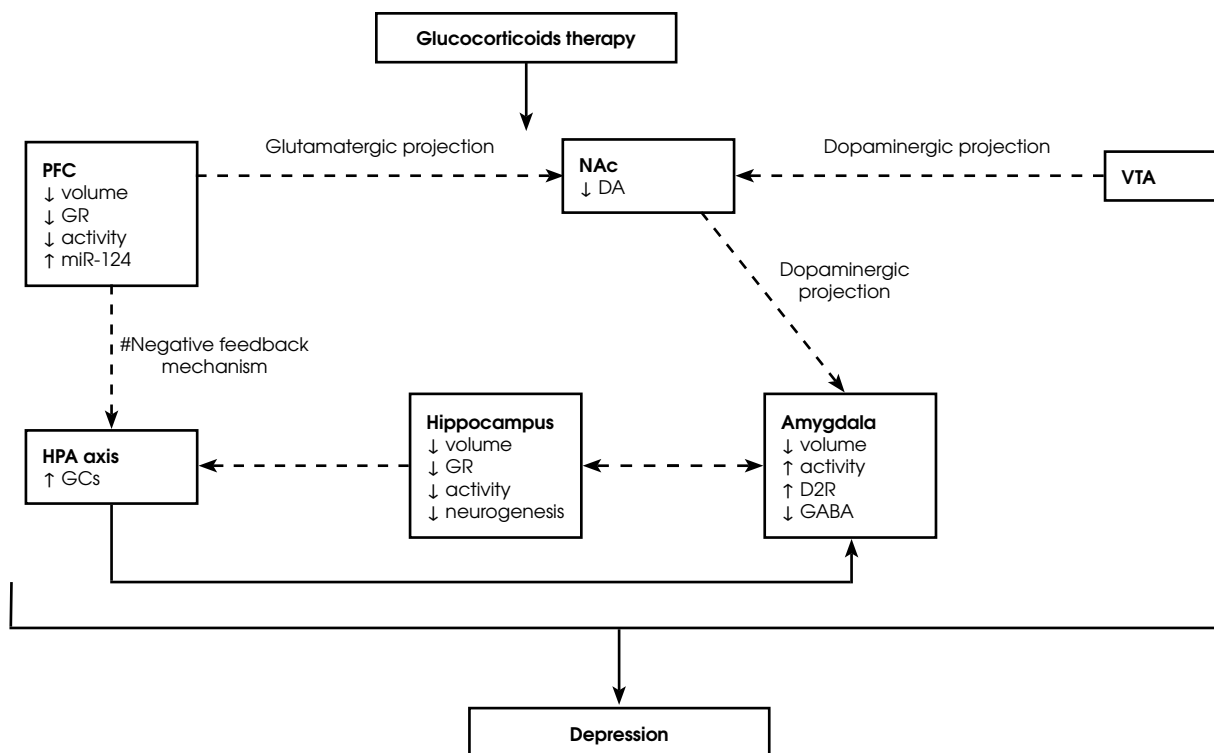 Glucocorticoids therapy
Glutamatergic projection
Dopaminergic projection
PFC
↓ volume
↓ GR
↓ activity
↑ miR-124
NAc
↓ DA
VTA
Dopaminergic
projection
#Negative feedback
mechanism
HPA axis
↑ GCs
Hippocampus
↓ volume
↓ GR
↓ activity
↓ neurogenesis
Amygdala
↓ volume
↑ activity
↑ D2R
↓ GABA
Depression